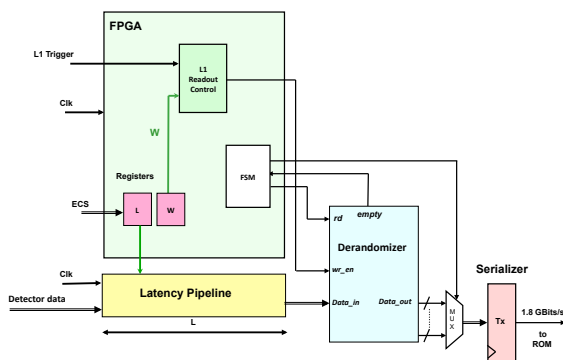 FPGA
L1 Trigger
L1
Readout
Control
Clk
W
Registers
FSM
ECS
L
W
rd
empty
Derandomizer
Clk
wr_en
Serializer
Latency Pipeline
Detector data
Data_in
Data_out
MUX
Tx
1.8 GBits/s
to
ROM
L